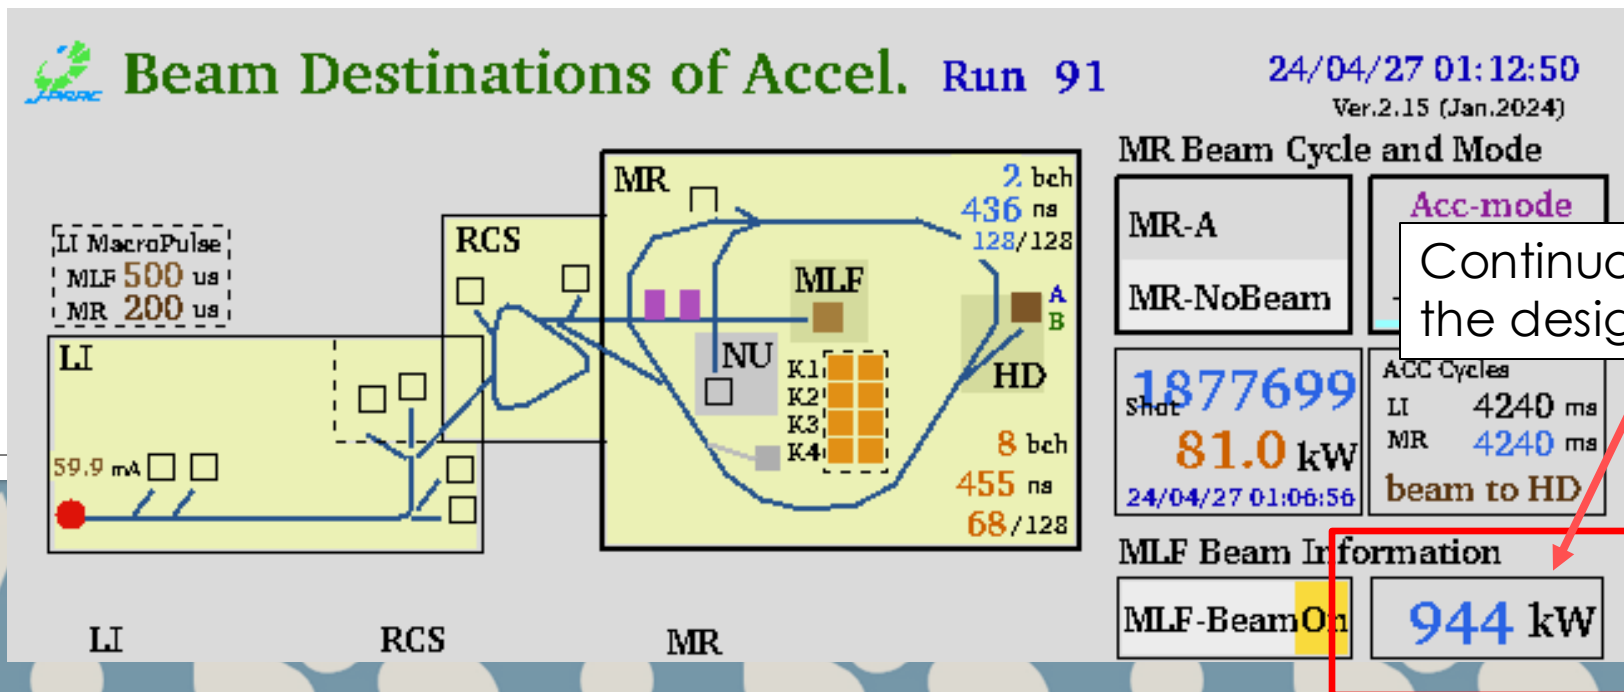 J-PARC
Beam Destinations of Accel. Run 91
24/04/27 01:12:50
Ver.2.15 (Jan.2024)
LI MacroPulse
MLF 500 us
MR 200 us
LI
59.9 mA
RCS
MR
2 bch
436 ns
128/128
MLF
NU
K1
K2
K3
K4
A
B
HD
8 bch
455 ns
68/128
LI
RCS
MR
MR Beam Cycle and Mode
MR-A
MR-NoBeam
Acc-mode
the
Shot 1877699
81.0 kW
24/04/27 01:06:56
ACC Cycles
LI 4240 ms
MR 4240 ms
beam to HD
MLF Beam Information
MLF-BeamOn
944 kW